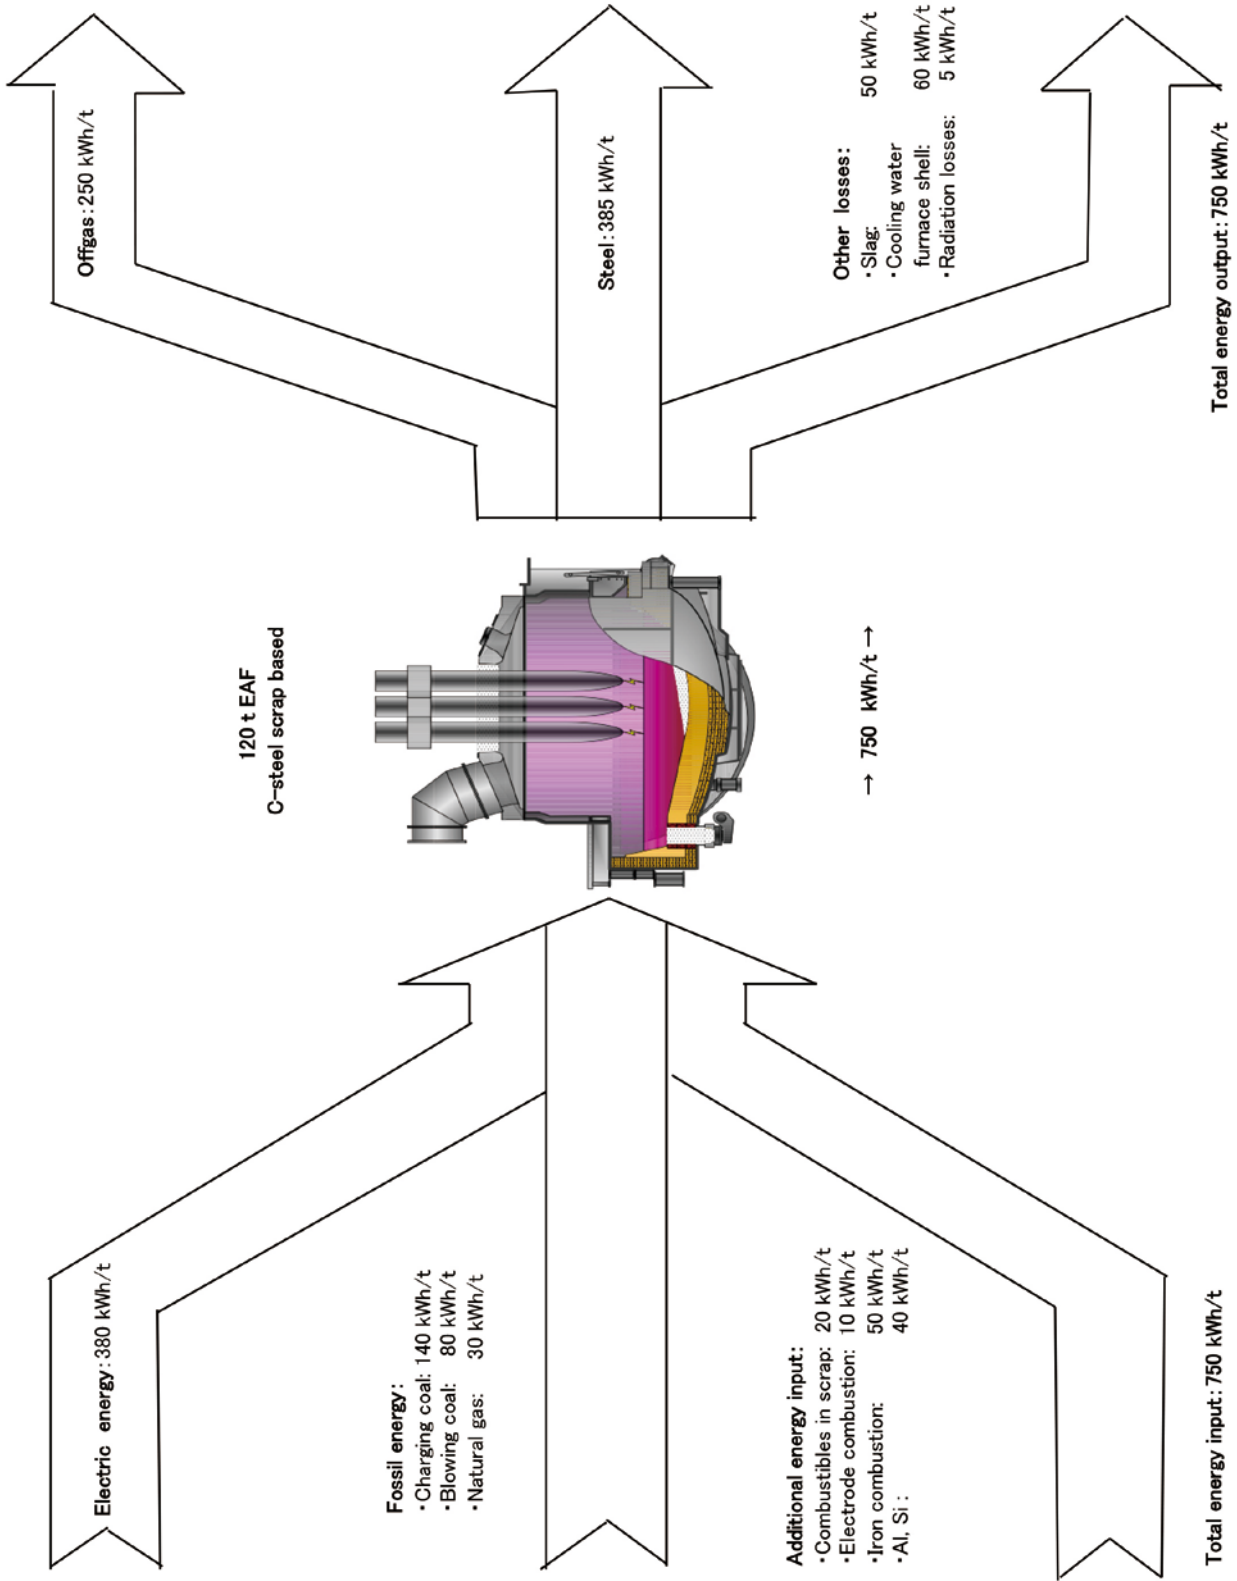 Electric energy: 380 kWh/t
Fossil energy:
・Charging coal: 140 kWh/t
・Blowing coal: 80 kWh/t
・Natural gas: 30 kWh/t
Additional energy input:
・Combustibles in scrap: 20 kWh/t
・Electrode combustion: 10 kWh/t
・Iron combustion: 50 kWh/t
・Al, Si : 40 kWh/t
Total energy input: 750 kWh/t
120 t EAF
C-steel scrap based
→ 750 kWh/t →
Offgas: 250 kWh/t
Steel: 385 kWh/t
Other losses:
・Slag: 50 kWh/t
・Cooling water
furnace shell: 60 kWh/t
・Radiation losses: 5 kWh/t
Total energy output: 750 kWh/t